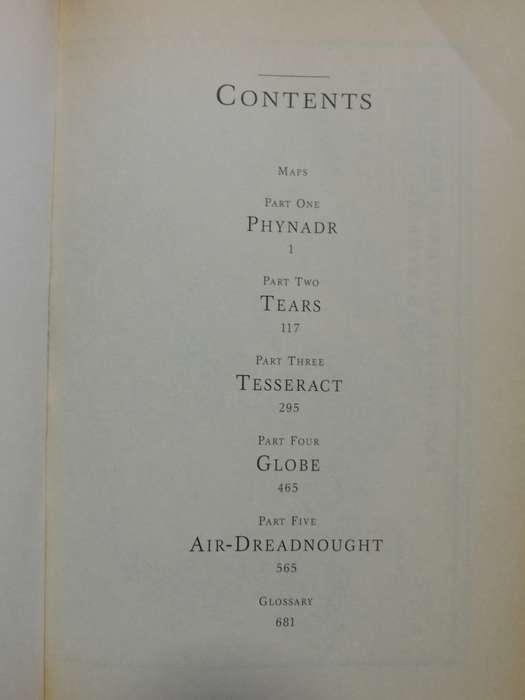 CONTENTS
MAPS
PART ONE
PHYNADR
1
PART TWO
TEARS
117
PART THREE
TESSERACT
295
PART FOUR
GLOBE
465
PART FIVE
AIR-DREADNOUGHT
565
GLOSSARY
681